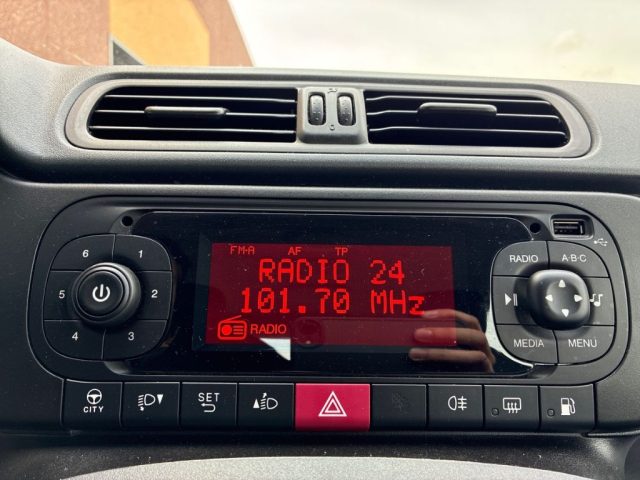 FM-A AF TP
RADIO 24
101.70 MHz
RADIO
6 1
5 2
4 3
RADIO A·B·C
MEDIA MENU
CITY
SET